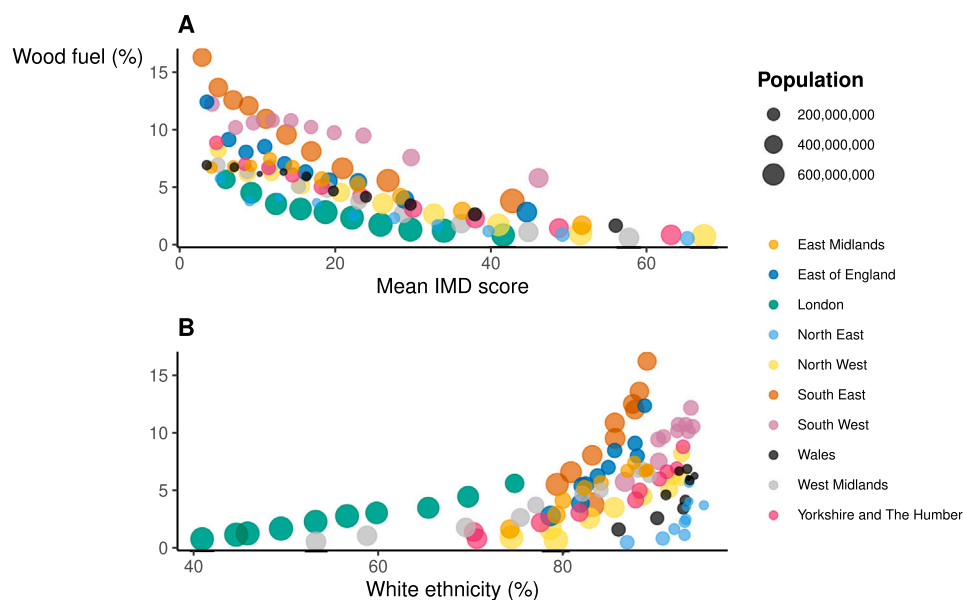 A
Wood fuel (%)
15
10
5
0
0 20 40 60
Mean IMD score
B
15
10
5
0
40 60 80
White ethnicity (%)
Population
200,000,000
400,000,000
600,000,000
East Midlands
East of England
London
North East
North West
South East
South West
Wales
West Midlands
Yorkshire and The Humber